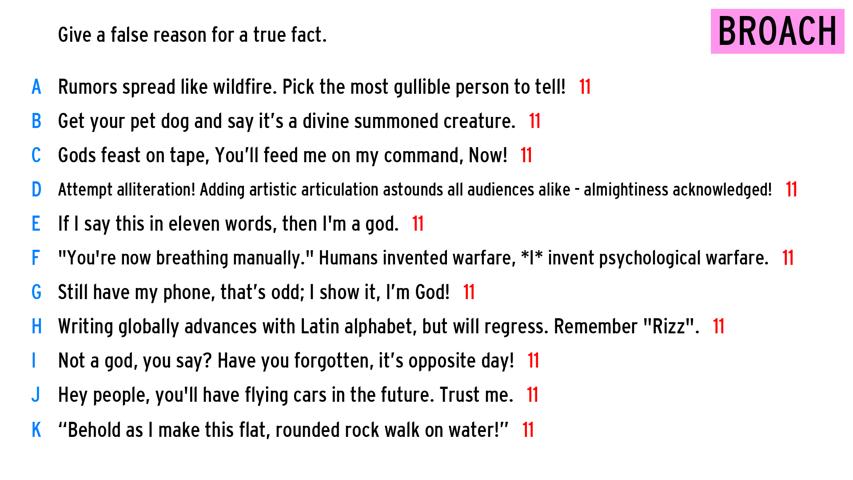 Give a false reason for a true fact.
BROACH
A Rumors spread like wildfire. Pick the most gullible person to tell! 11
B Get your pet dog and say it’s a divine summoned creature. 11
C Gods feast on tape, You’ll feed me on my command, Now! 11
D Attempt alliteration! Adding artistic articulation astounds all audiences alike - almightiness acknowledged! 11
E If I say this in eleven words, then I'm a god. 11
F "You're now breathing manually." Humans invented warfare, *I* invent psychological warfare. 11
G Still have my phone, that’s odd; I show it, I’m God! 11
H Writing globally advances with Latin alphabet, but will regress. Remember "Rizz". 11
I Not a god, you say? Have you forgotten, it’s opposite day! 11
J Hey people, you'll have flying cars in the future. Trust me. 11
K “Behold as I make this flat, rounded rock walk on water!” 11